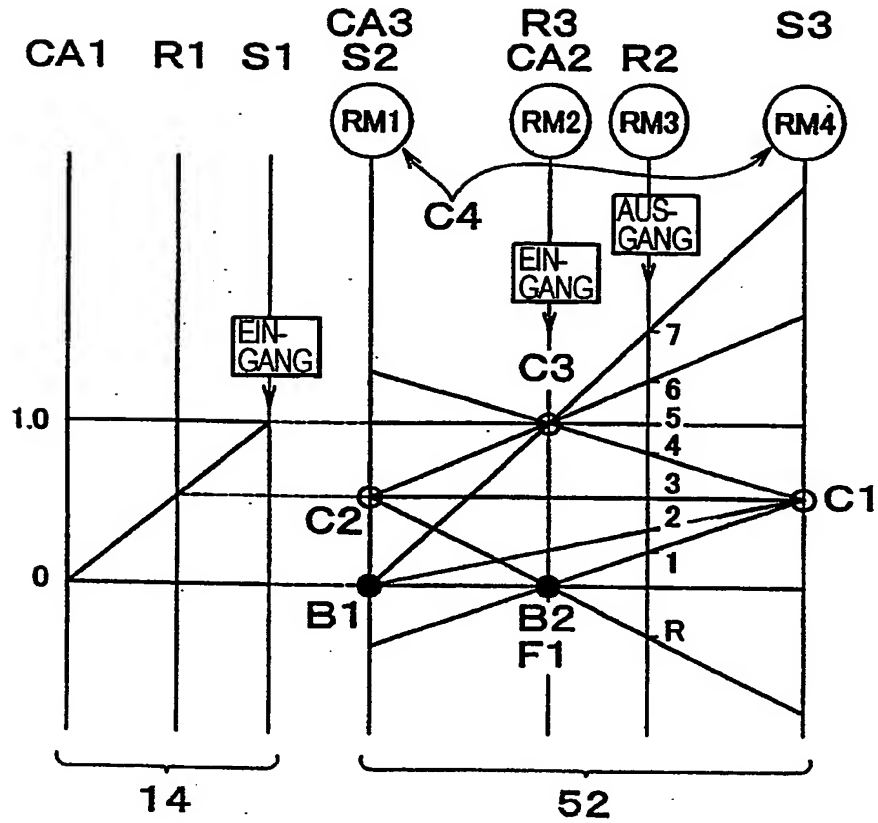 CA3 R3 S3
CA1 R1 S1 S2 CA2 R2
RM1 RM2 RM3 RM4
C4
AUS-
GANG
EIN-
GANG
EIN-
GANG
7
C3
6
1.0
5
4
3
C2
C1
2
0
1
B1
B2
F1
R
14
52